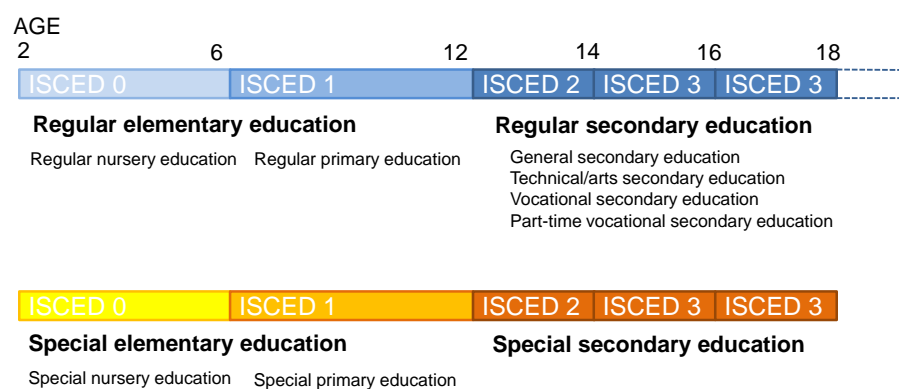 AGE
2 6 12 14 16 18
ISCED 0 ISCED 1 ISCED 2 ISCED 3 ISCED 3
Regular elementary education Regular secondary education
Regular nursery education Regular primary education General secondary education
Technical/arts secondary education
Vocational secondary education
Part-time vocational secondary education
ISCED 0 ISCED 1 ISCED 2 ISCED 3 ISCED 3
Special elementary education Special secondary education
Special nursery education Special primary education